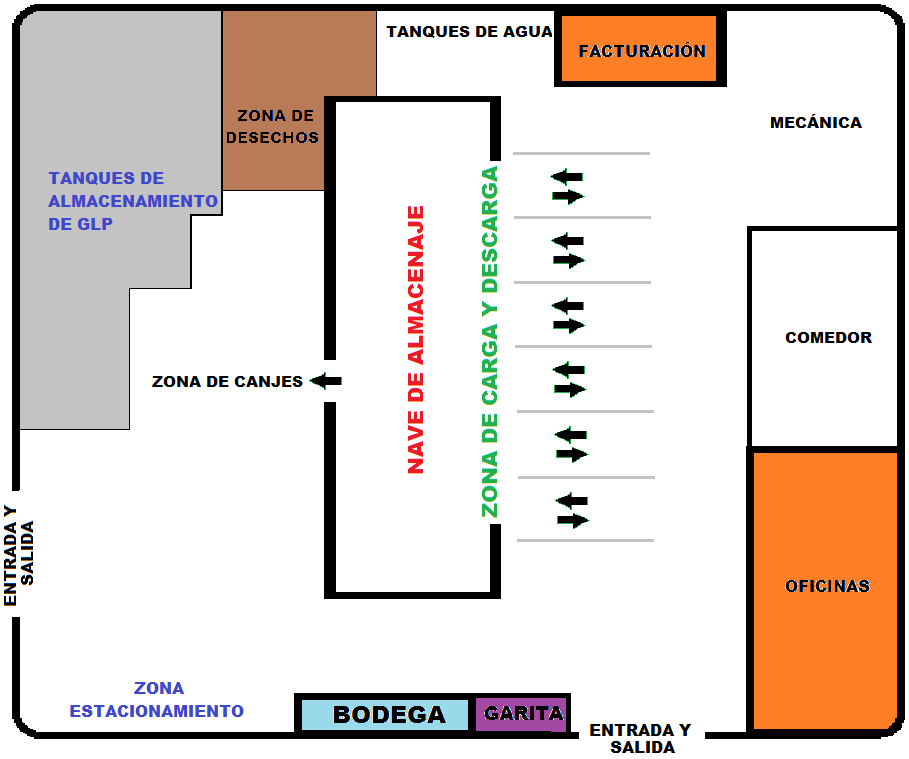 TANQUES DE AGUA
FACTURACIÓN
ZONA DE
DESECHOS
MECÁNICA
TANQUES DE
ALMACENAMIENTO
DE GLP
NAVE DE ALMACENAJE
ZONA DE CARGA Y DESCARGA
COMEDOR
ZONA DE CANJES
ENTRADA Y
SALIDA
OFICINAS
ZONA
ESTACIONAMIENTO
BODEGA
GARITA
ENTRADA Y
SALIDA